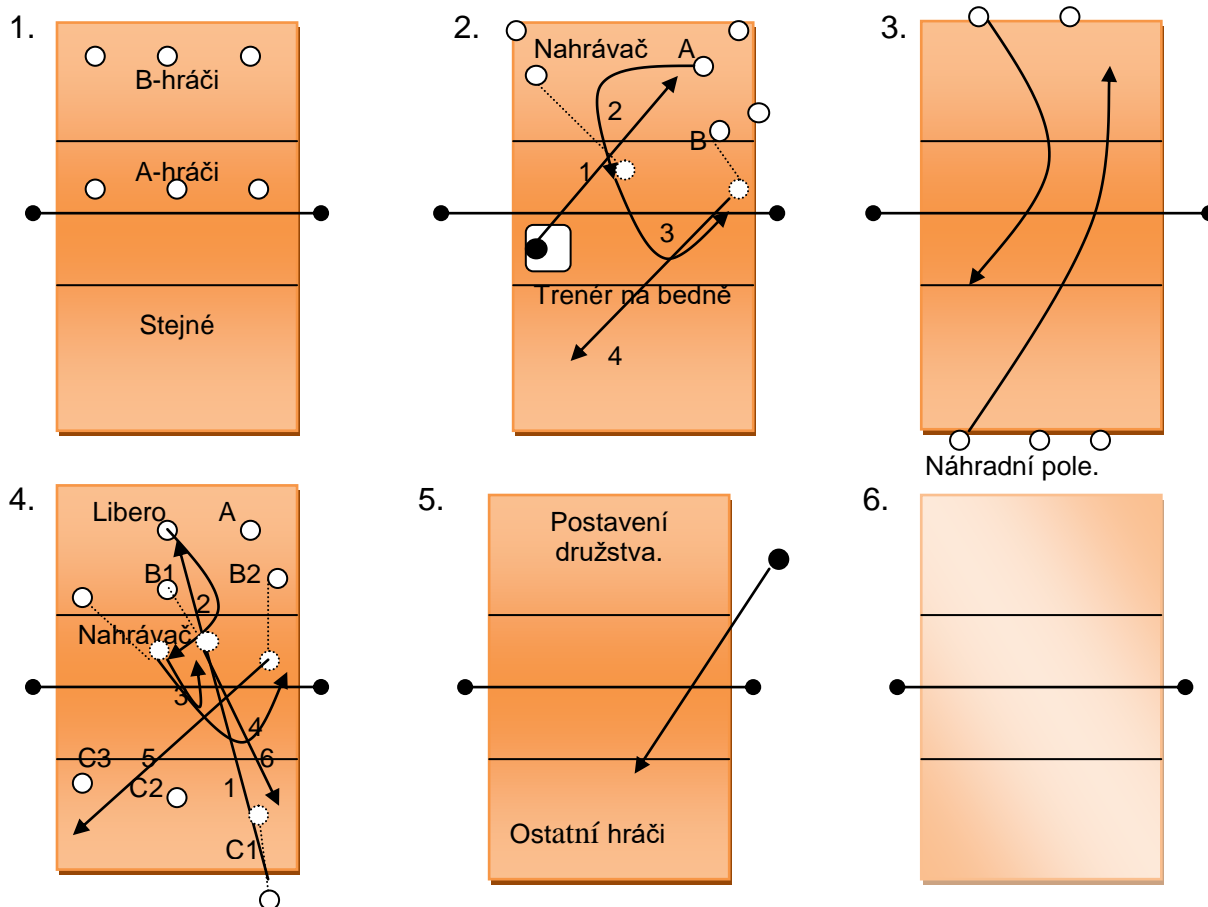 1.
B-hráči
A-hráči
Stejné
2.
Nahrávač A
2
B
1
3
Trenér na bedně
4
3.
Náhradní pole.
4.
Libero A
B1 B2
2
Nahrávač
3
4
C3 5 6
C2 1
C1
5.
Postavení
družstva.
Ostatní hráči
6.